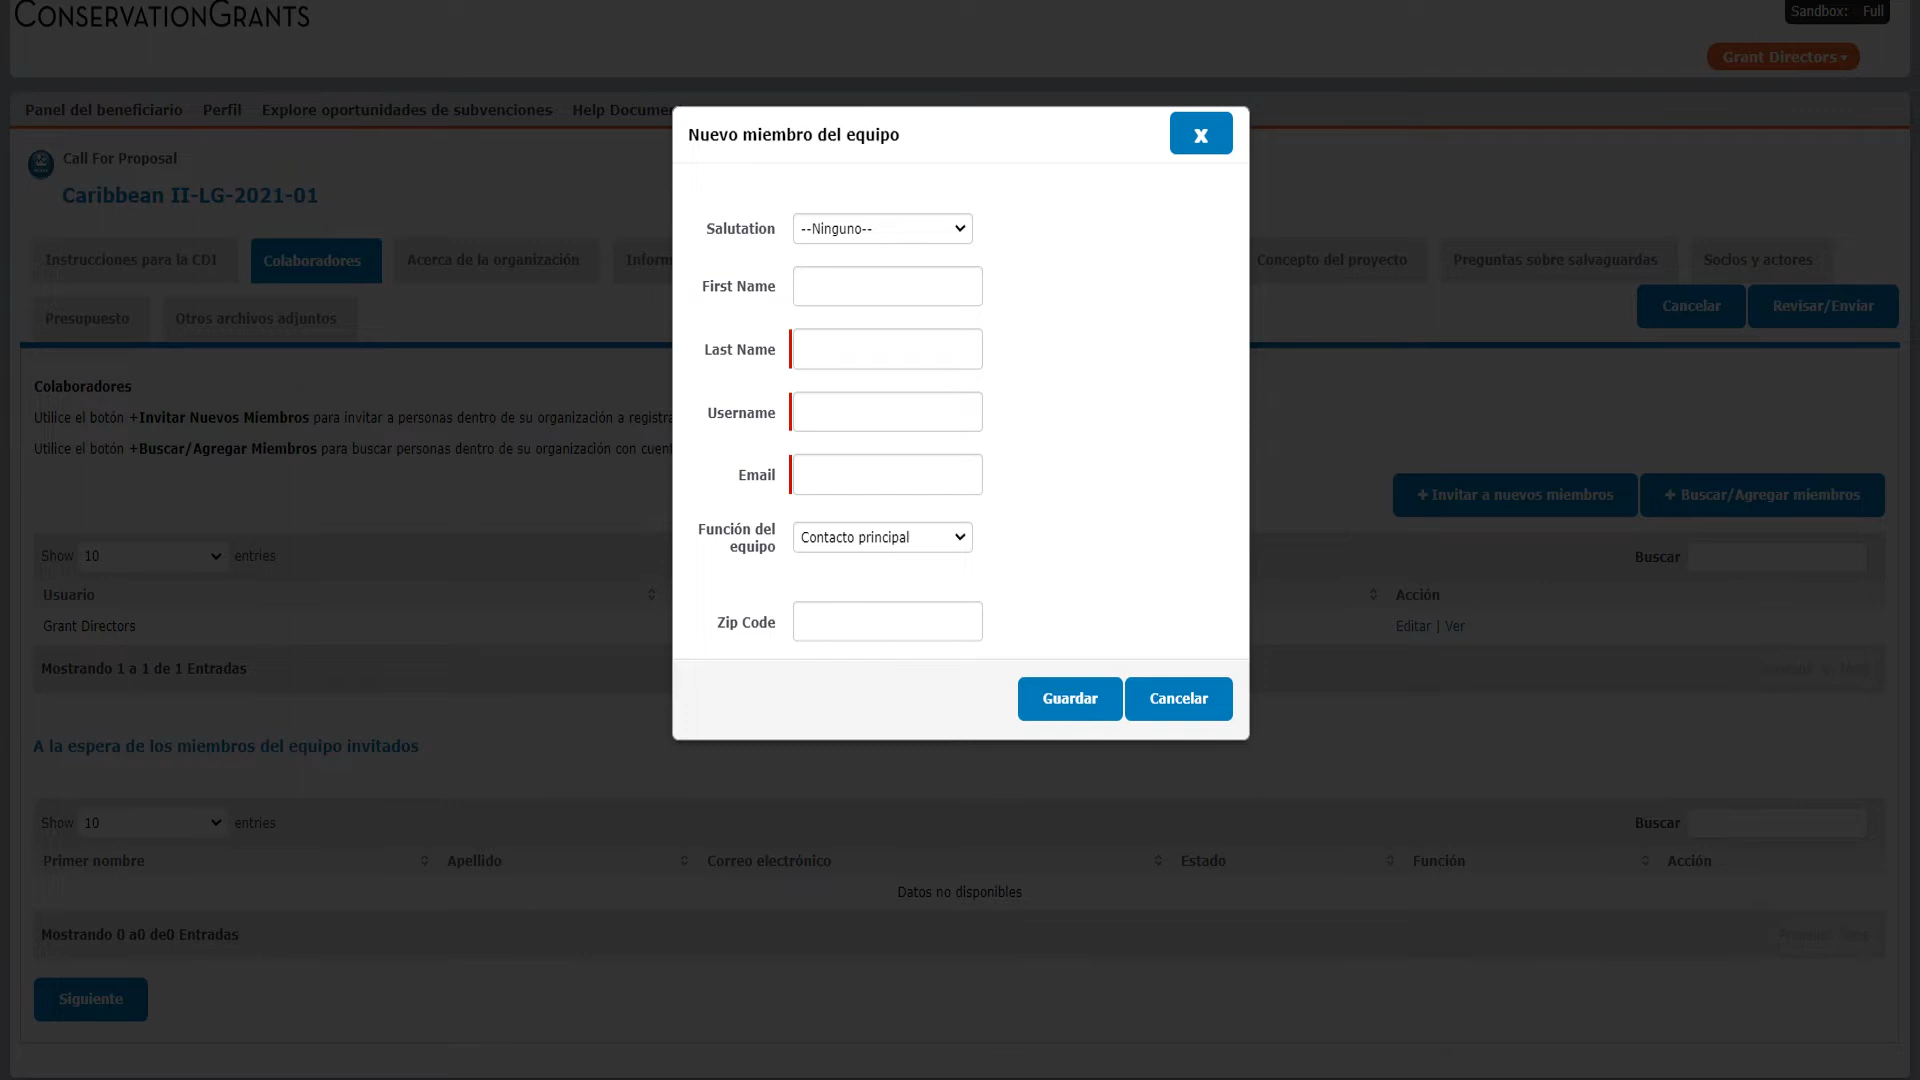 CONSERVATIONGRANTS
Sandbox: Full
Grant Directors
Panel del beneficiario Perfil Explore oportunidades de subvenciones Help Documen
Call For Proposal
Caribbean II-LG-2021-01
Instrucciones para la CDI Colaboradores Acerca de la organización Inform Concepto del proyecto Preguntas sobre salvaguardas Socios y actores
Presupuesto Otros archivos adjuntos Cancelar Revisar/Enviar
Colaboradores
Utilice el botón +Invitar Nuevos Miembros para invitar a personas dentro de su organización a registra
Utilice el botón +Buscar/Agregar Miembros para buscar personas dentro de su organización con cuen
+ Invitar a nuevos miembros + Buscar/Agregar miembros
Show 10 entries Buscar
Usuario Acción
Grant Directors Editar | Ver
Mostrando 1 a 1 de 1 Entradas
A la espera de los miembros del equipo invitados
Show 10 entries Buscar
Primer nombre Apellido Correo electrónico Estado Función Acción
Datos no disponibles
Mostrando 0 a0 de0 Entradas
Siguiente
Nuevo miembro del equipo x
Salutation --Ninguno--
First Name
Last Name
Username
Email
Función del
equipo Contacto principal
Zip Code
Guardar Cancelar